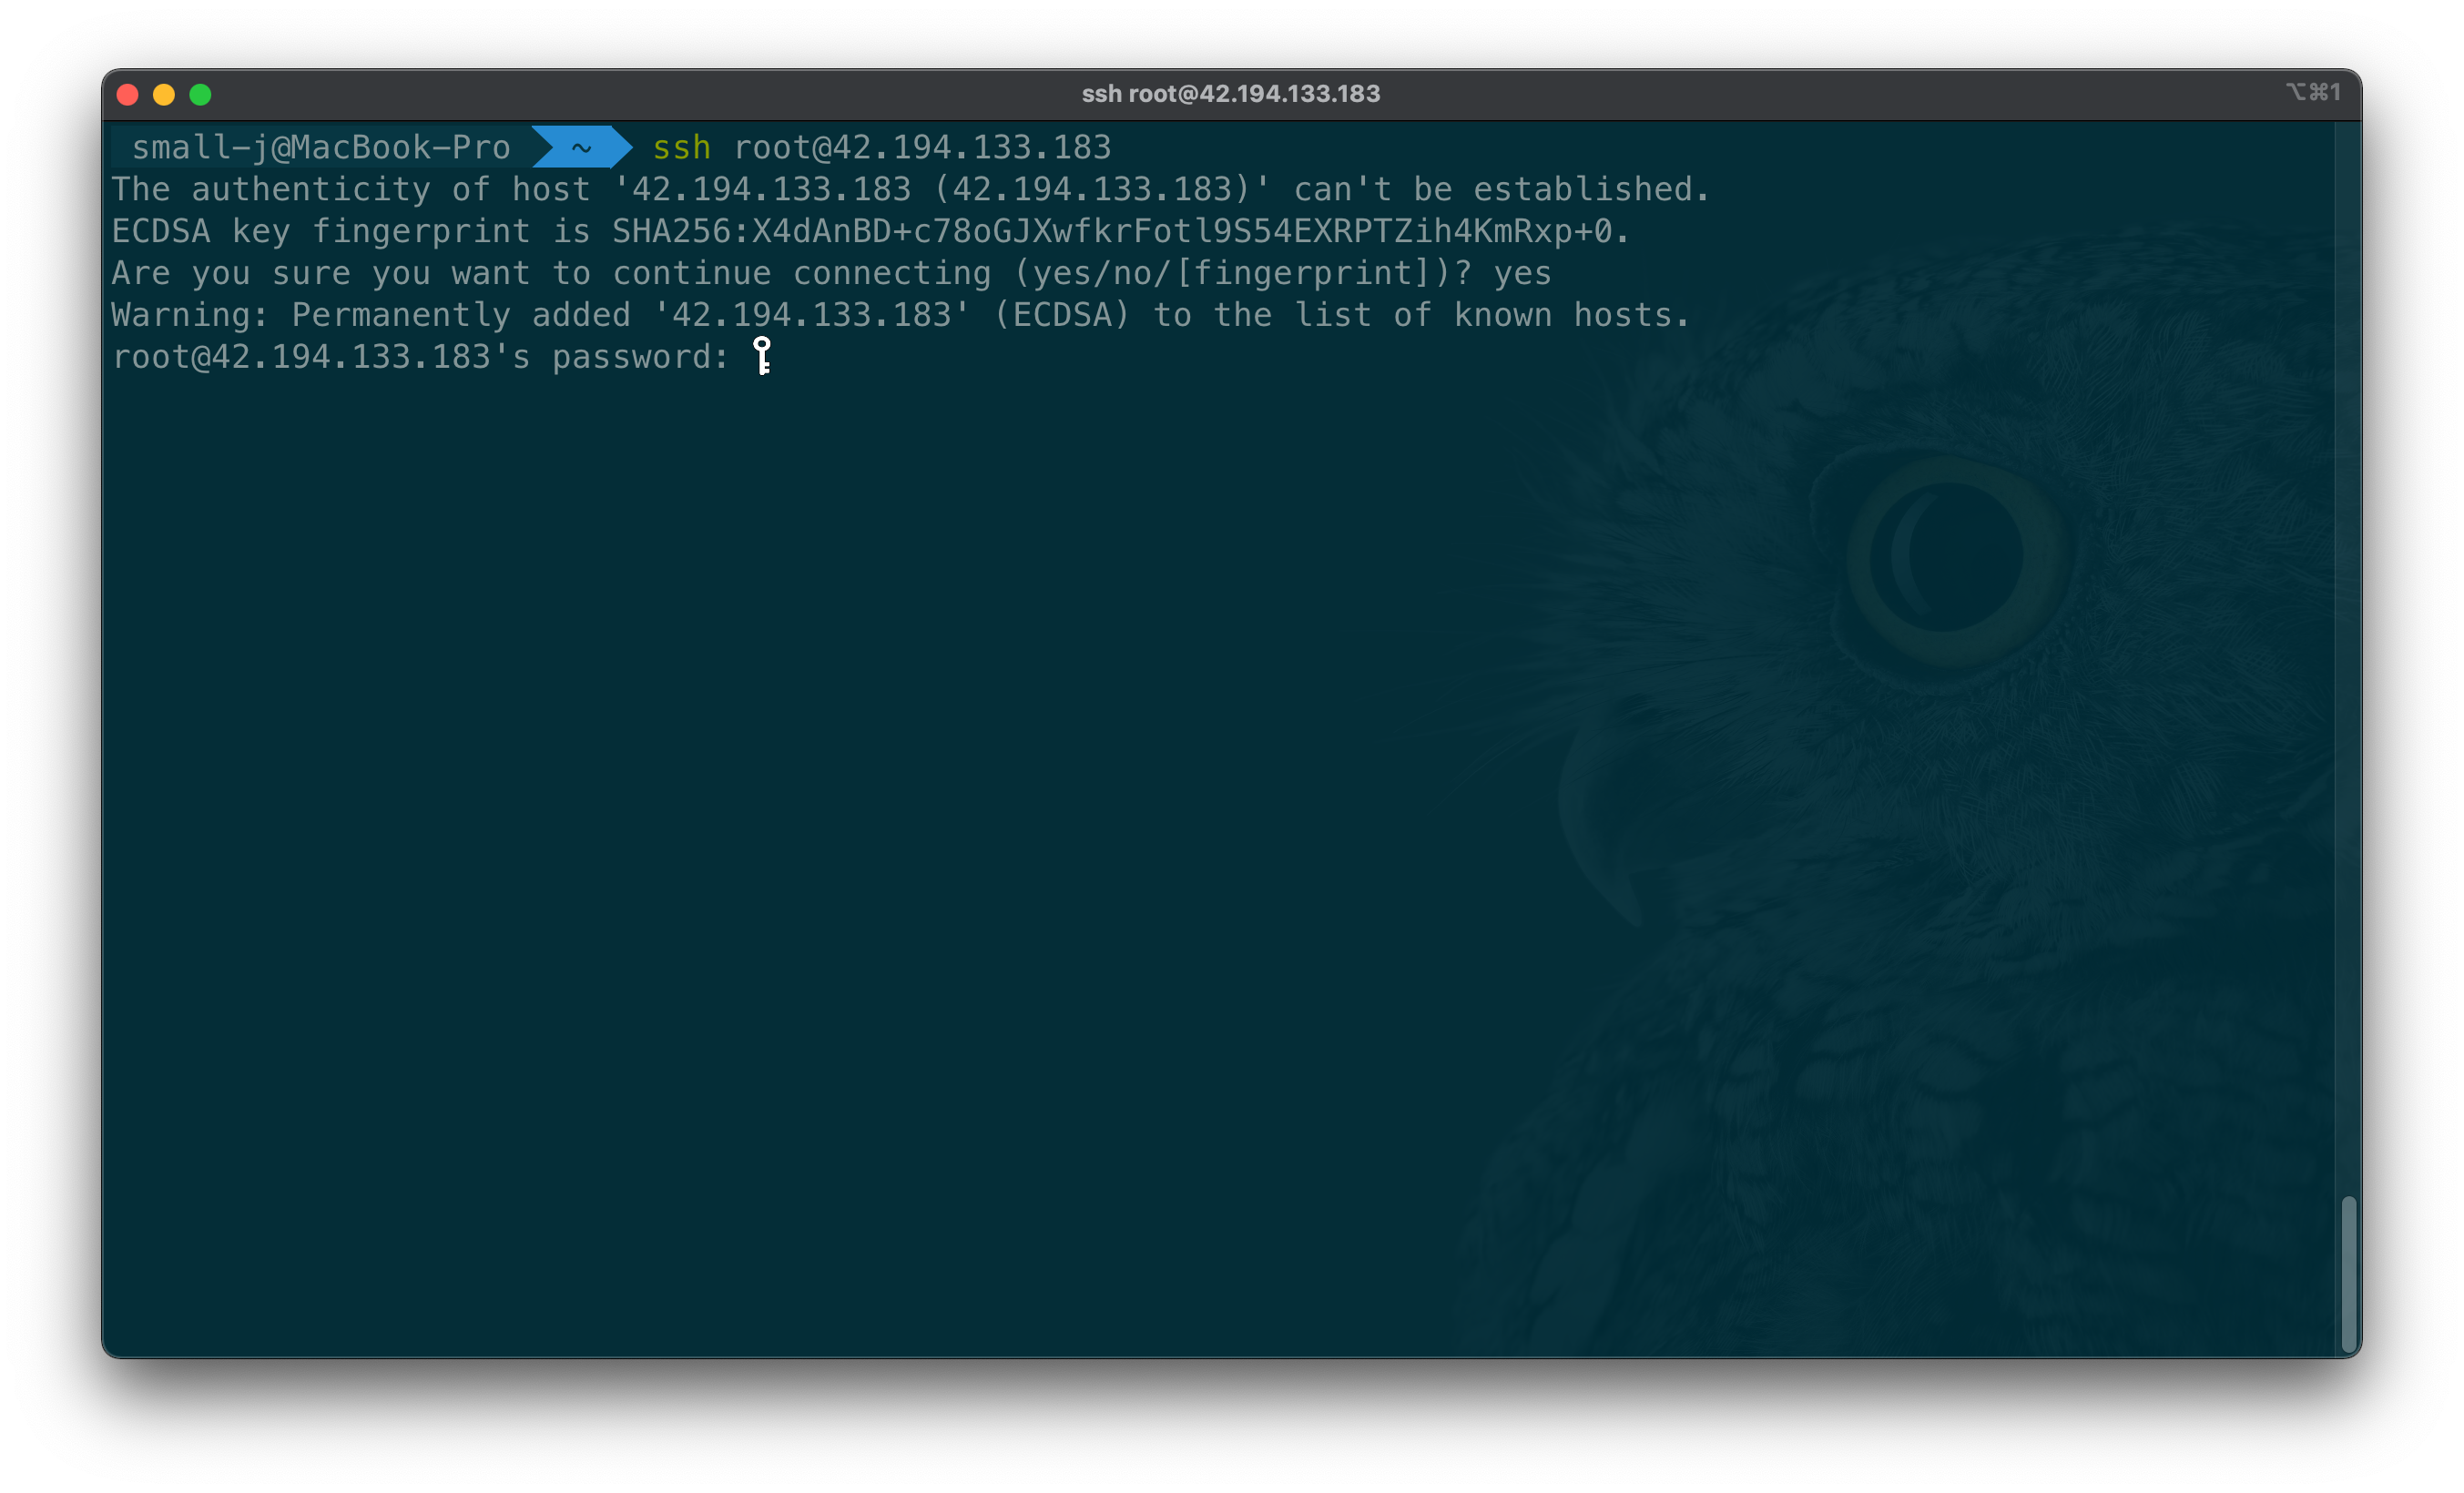 ssh root@42.194.133.183
⌥⌘1
small-j@MacBook-Pro ~ ssh root@42.194.133.183
The authenticity of host '42.194.133.183 (42.194.133.183)' can't be established.
ECDSA key fingerprint is SHA256:X4dAnBD+c78oGJXwfkrFotl9S54EXRPTZih4KmRxp+0.
Are you sure you want to continue connecting (yes/no/[fingerprint])? yes
Warning: Permanently added '42.194.133.183' (ECDSA) to the list of known hosts.
root@42.194.133.183's password: